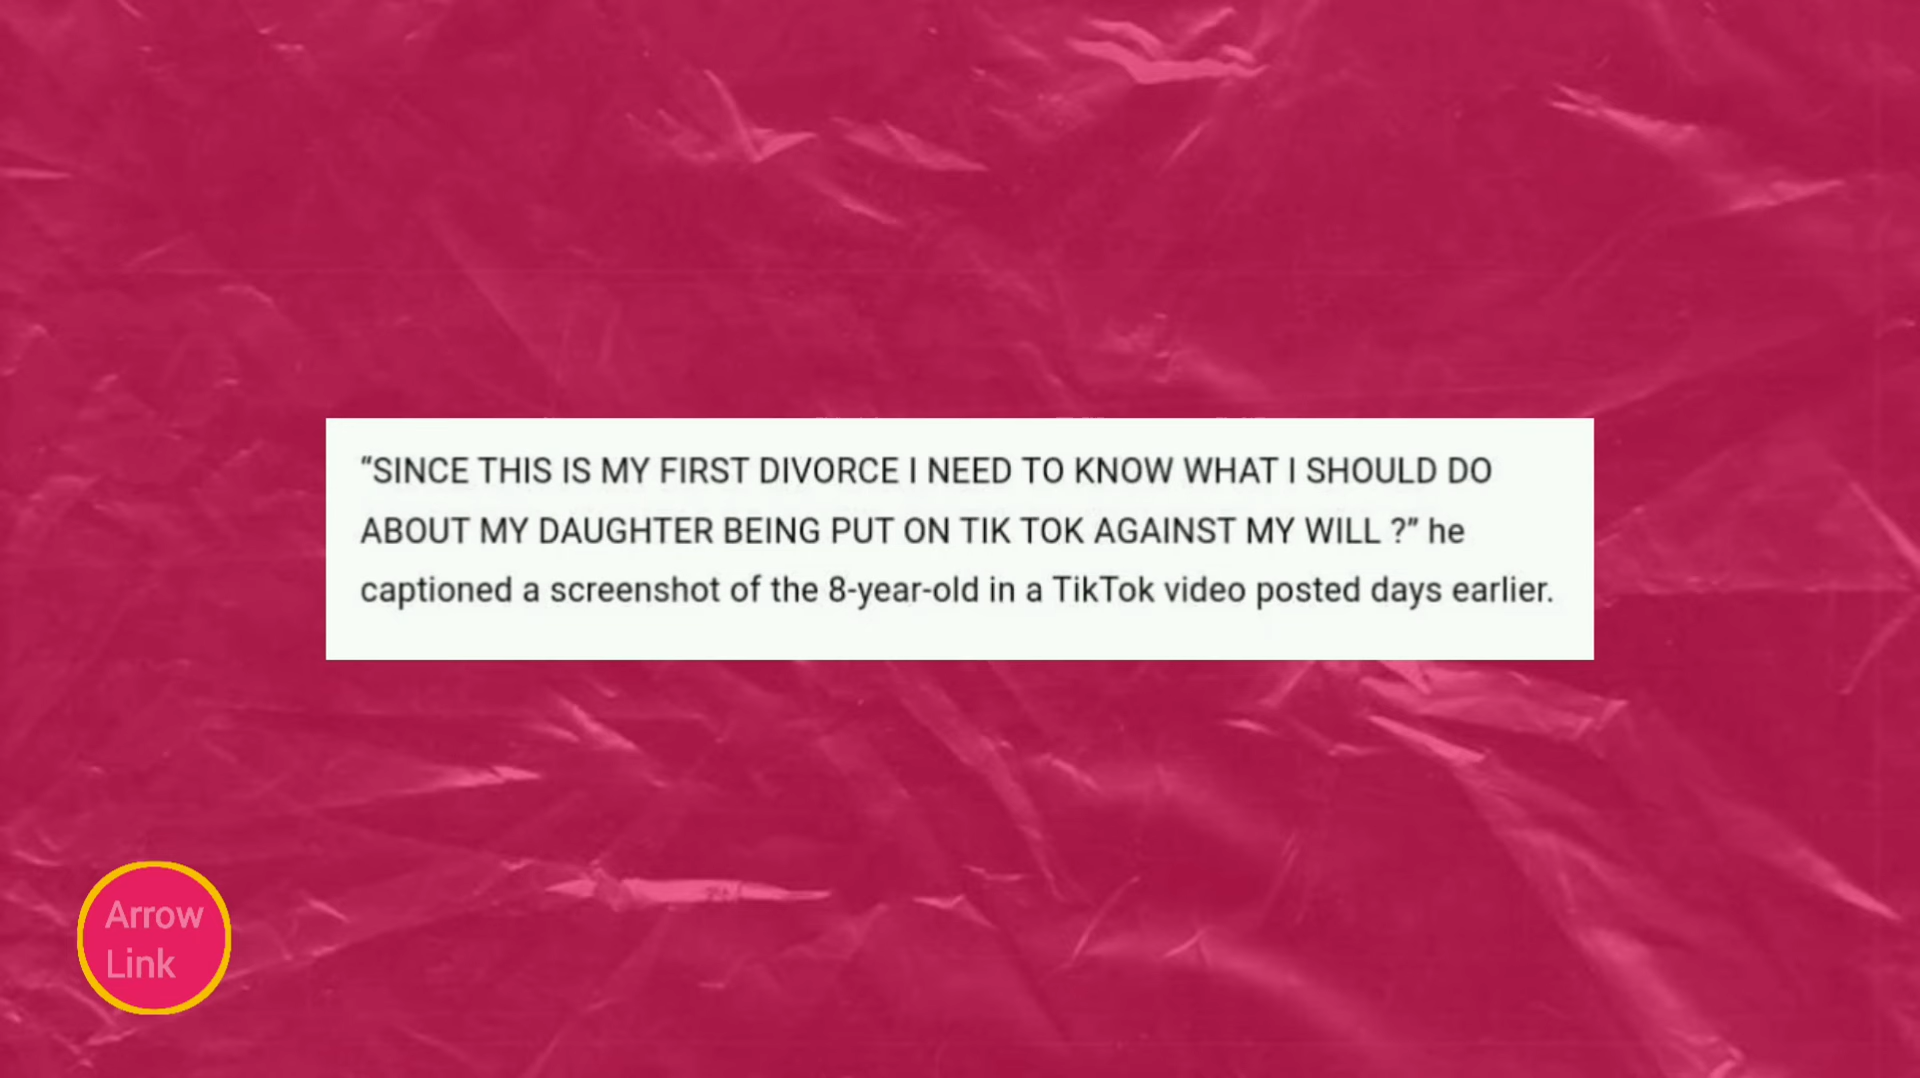 “SINCE THIS IS MY FIRST DIVORCE I NEED TO KNOW WHAT I SHOULD DO
ABOUT MY DAUGHTER BEING PUT ON TIK TOK AGAINST MY WILL ?” he
captioned a screenshot of the 8-year-old in a TikTok video posted days earlier.
Arrow
Link